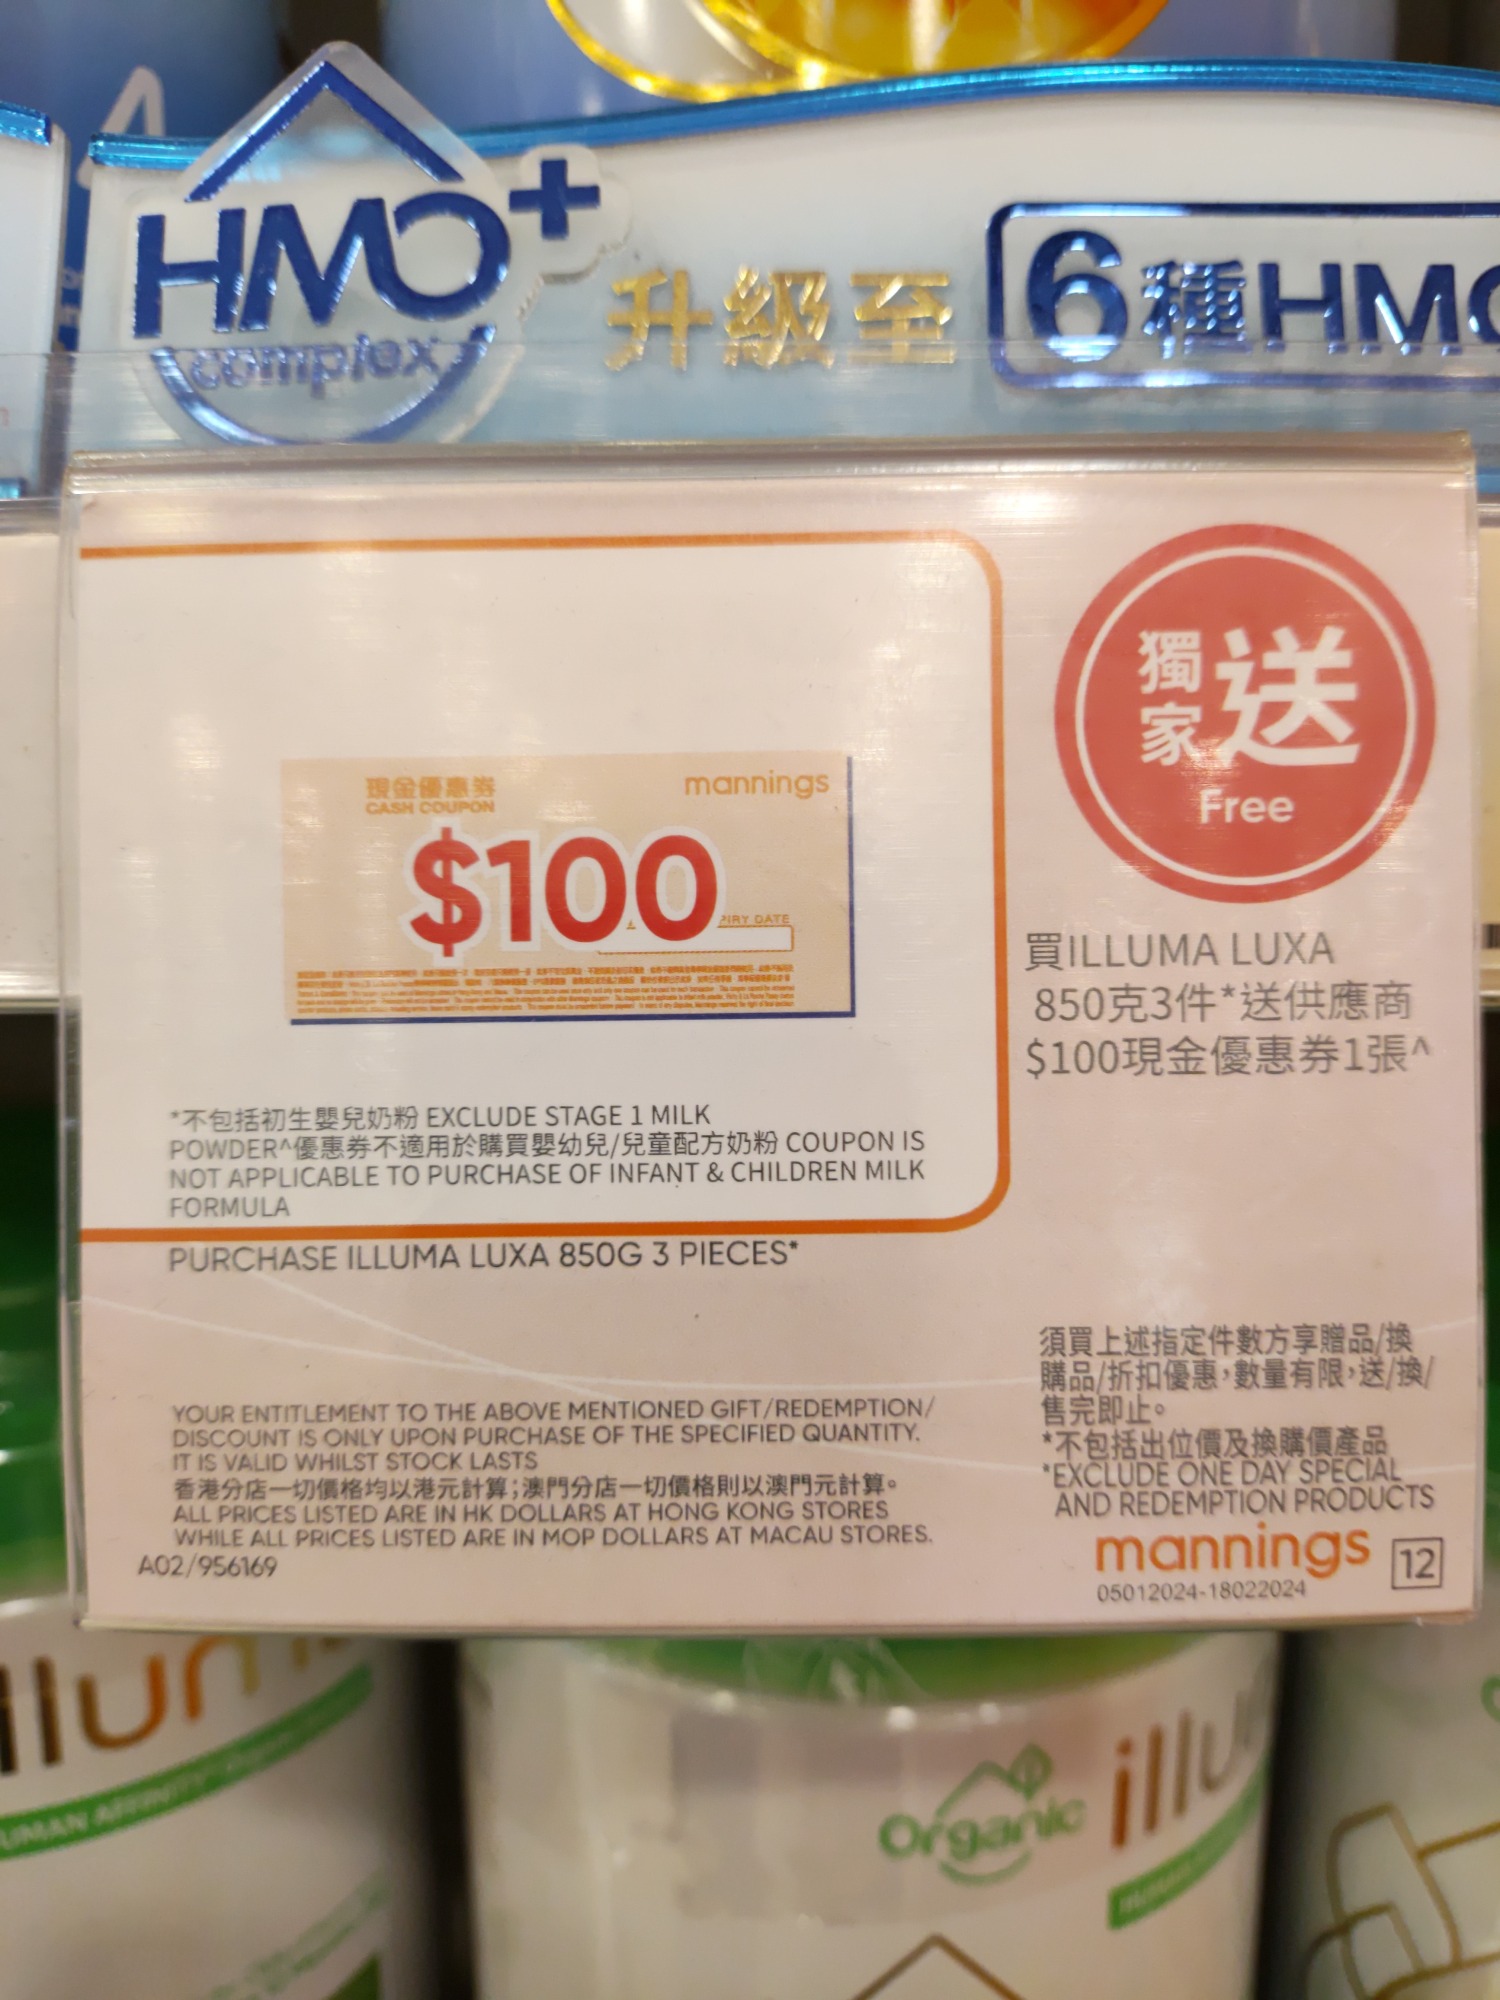 HMO+
complex
升級至
6種HMO
獨家送
Free
現金優惠券
CASH COUPON
mannings
$100
PIRY DATE
買ILLUMA LUXA
850克3件*送供應商
$100現金優惠券1張^
*不包括初生嬰兒奶粉 EXCLUDE STAGE 1 MILK
POWDER^優惠券不適用於購買嬰幼兒/兒童配方奶粉 COUPON IS
NOT APPLICABLE TO PURCHASE OF INFANT & CHILDREN MILK
FORMULA
PURCHASE ILLUMA LUXA 850G 3 PIECES*
須買上述指定件數方享贈品/換
購品/折扣優惠,數量有限,送/換/
售完即止。
*不包括出位價及換購價產品
*EXCLUDE ONE DAY SPECIAL
AND REDEMPTION PRODUCTS
YOUR ENTITLEMENT TO THE ABOVE MENTIONED GIFT/REDEMPTION/
DISCOUNT IS ONLY UPON PURCHASE OF THE SPECIFIED QUANTITY.
IT IS VALID WHILST STOCK LASTS
香港分店一切價格均以港元計算;澳門分店一切價格則以澳門元計算。
ALL PRICES LISTED ARE IN HK DOLLARS AT HONG KONG STORES
WHILE ALL PRICES LISTED ARE IN MOP DOLLARS AT MACAU STORES.
A02/956169
mannings
12
05012024-18022024
illum
UMAN AFFINITY
Organic
illu